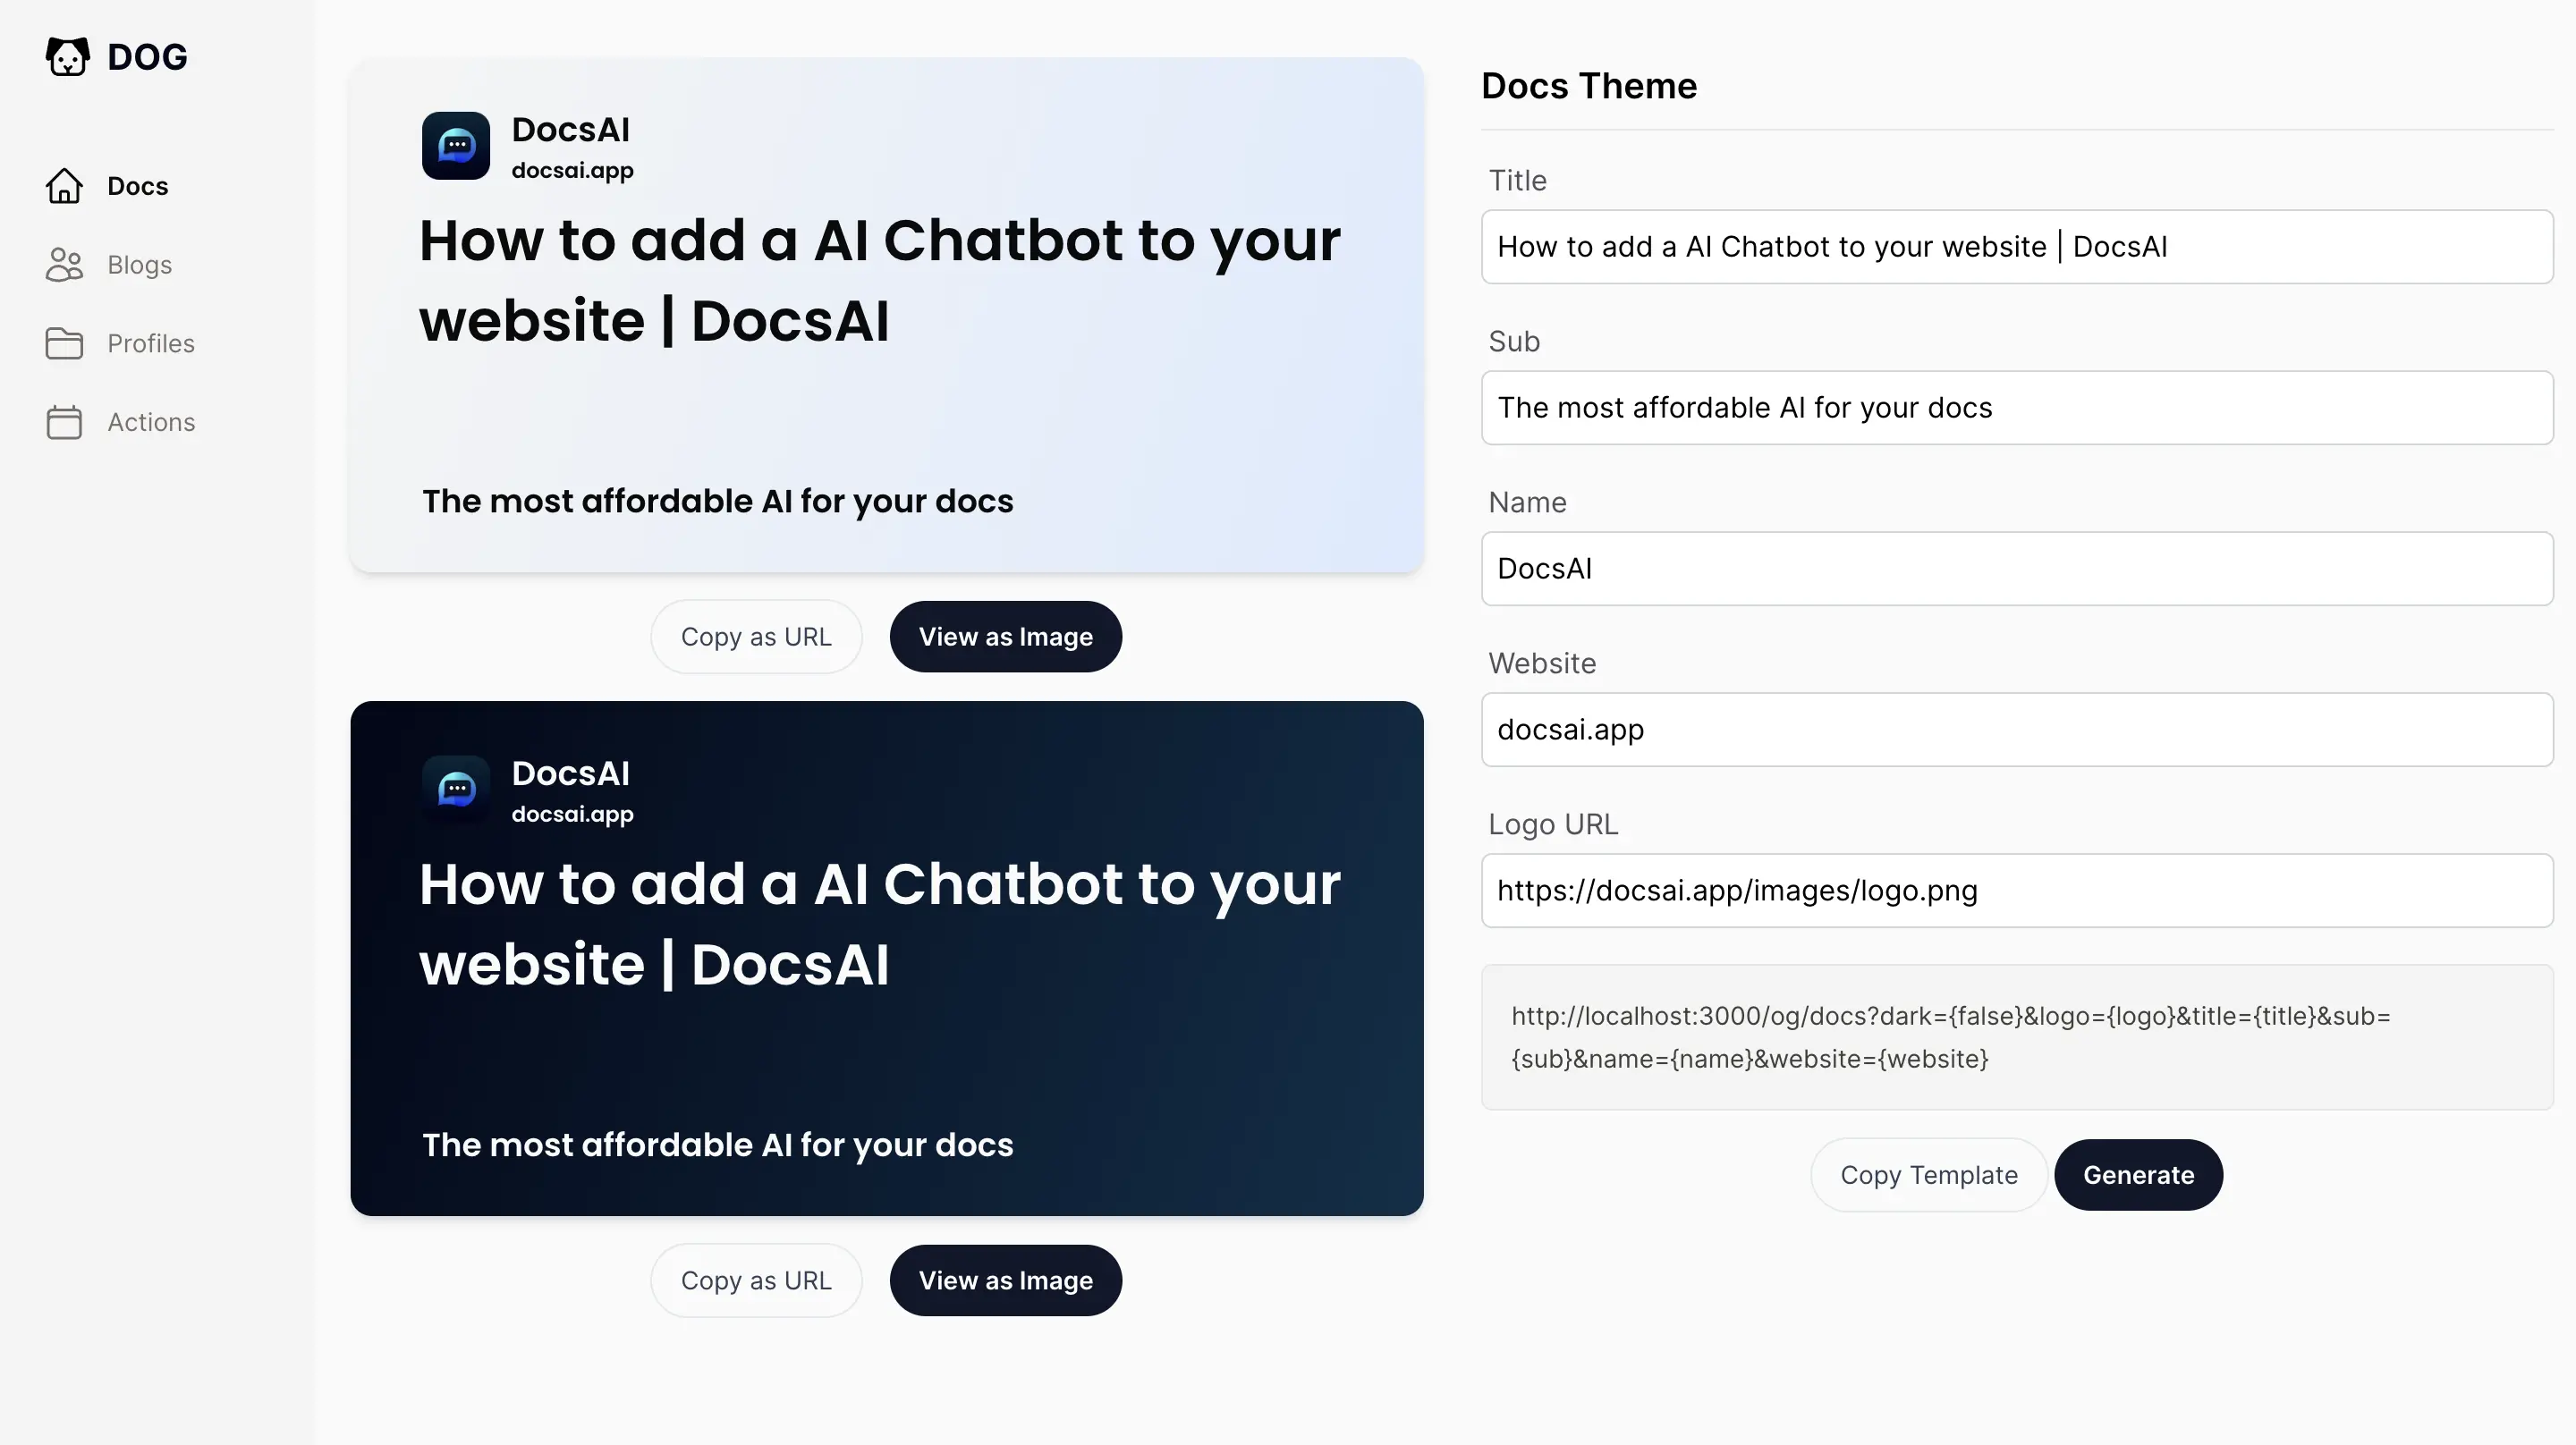 DOG
Docs
Blogs
Profiles
Actions
DocsAI
docsai.app
How to add a AI Chatbot to your
website | DocsAI
The most affordable AI for your docs
Copy as URL
View as Image
DocsAI
docsai.app
How to add a AI Chatbot to your
website | DocsAI
The most affordable AI for your docs
Copy as URL
View as Image
Docs Theme
Title
How to add a AI Chatbot to your website | DocsAI
Sub
The most affordable AI for your docs
Name
DocsAI
Website
docsai.app
Logo URL
https://docsai.app/images/logo.png
http://localhost:3000/og/docs?dark={false}&logo={logo}&title={title}&sub=
{sub}&name={name}&website={website}
Copy Template
Generate